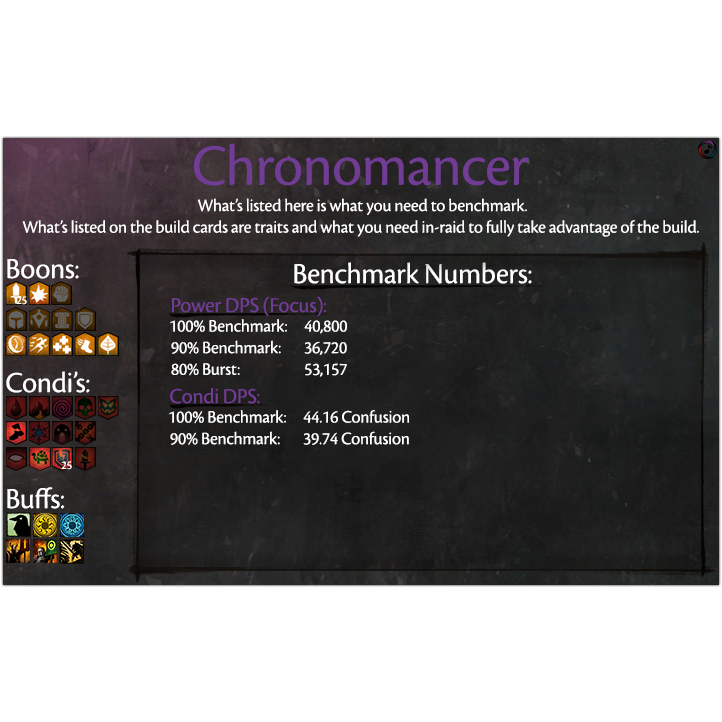 Chronomancer
What's listed here is what you need to benchmark.
What's listed on the build cards are traits and what you need in-raid to fully take advantage of the build.
Boons:
25
Condi's:
25
Buffs:
Benchmark Numbers:
Power DPS (Focus):
100% Benchmark: 40,800
90% Benchmark: 36,720
80% Burst: 53,157
Condi DPS:
100% Benchmark: 44.16 Confusion
90% Benchmark: 39.74 Confusion